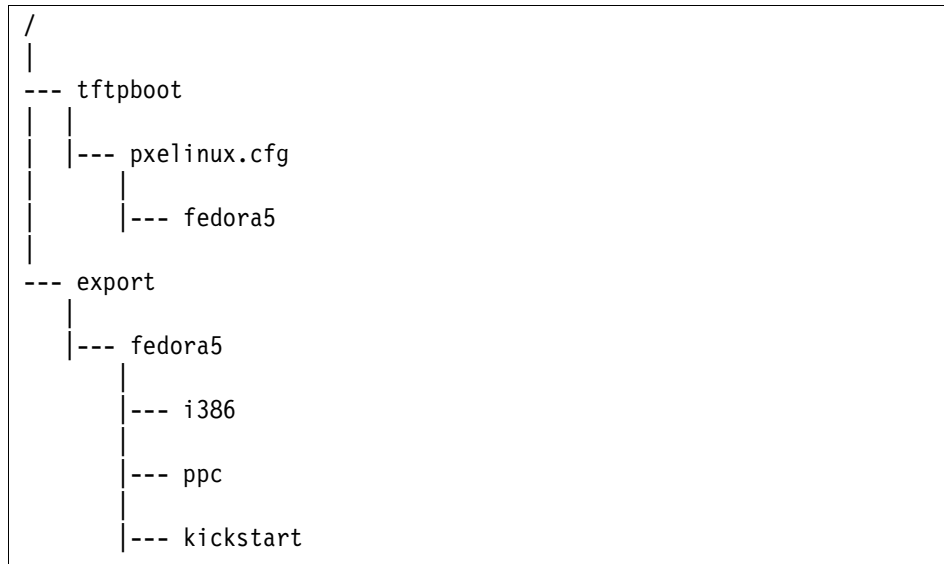 /
|
--- tftpboot
|  |
|  |--- pxelinux.cfg
|      |
|      |--- fedora5
|
--- export
   |
   |--- fedora5
       |
       |--- i386
       |
       |--- ppc
       |
       |--- kickstart